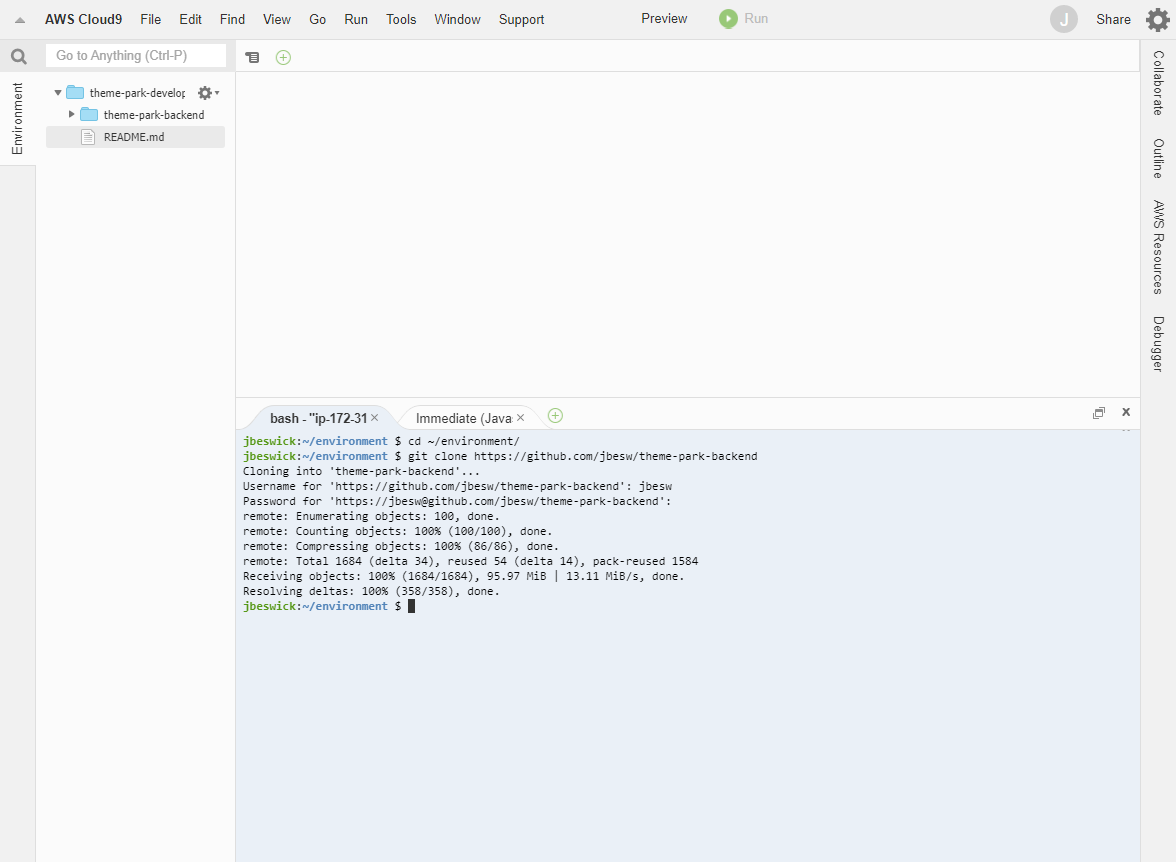 AWS Cloud9 File Edit Find View Go Run Tools Window Support Preview Run J Share
Go to Anything (Ctrl-P)
Environment
theme-park-develop
theme-park-backend
README.md
Collaborate
Outline
AWS Resources
Debugger
bash - "ip-172-31 Immediate (Java
jbeswick:~/environment $ cd ~/environment/
jbeswick:~/environment $ git clone https://github.com/jbesw/theme-park-backend
Cloning into 'theme-park-backend'...
Username for 'https://github.com/jbesw/theme-park-backend': jbesw
Password for 'https://jbesw@github.com/jbesw/theme-park-backend':
remote: Enumerating objects: 100, done.
remote: Counting objects: 100% (100/100), done.
remote: Compressing objects: 100% (86/86), done.
remote: Total 1684 (delta 34), reused 54 (delta 14), pack-reused 1584
Receiving objects: 100% (1684/1684), 95.97 MiB | 13.11 MiB/s, done.
Resolving deltas: 100% (358/358), done.
jbeswick:~/environment $